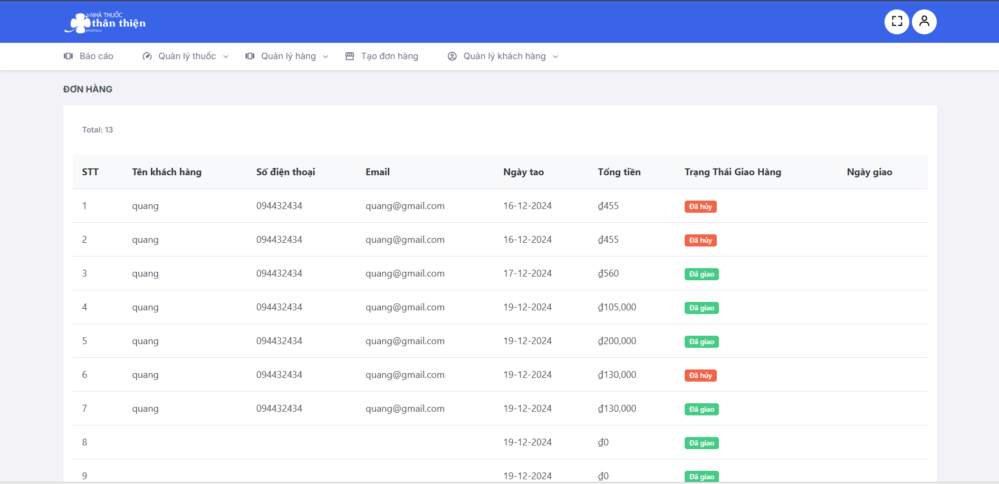 NHÀ THUỐC
thân thiện
pharmacy
Báo cáo Quản lý thuốc Quản lý hàng Tạo đơn hàng Quản lý khách hàng
ĐƠN HÀNG
Total: 13
STT Tên khách hàng Số điện thoại Email Ngày tao Tổng tiền Trạng Thái Giao Hàng Ngày giao
1 quang 094432434 quang@gmail.com 16-12-2024 ₫455 Đã hủy
2 quang 094432434 quang@gmail.com 16-12-2024 ₫455 Đã hủy
3 quang 094432434 quang@gmail.com 17-12-2024 ₫560 Đã giao
4 quang 094432434 quang@gmail.com 19-12-2024 ₫105,000 Đã giao
5 quang 094432434 quang@gmail.com 19-12-2024 ₫200,000 Đã giao
6 quang 094432434 quang@gmail.com 19-12-2024 ₫130,000 Đã hủy
7 quang 094432434 quang@gmail.com 19-12-2024 ₫130,000 Đã giao
8 19-12-2024 ₫0 Đã giao
9 19-12-2024 ₫0 Đã giao